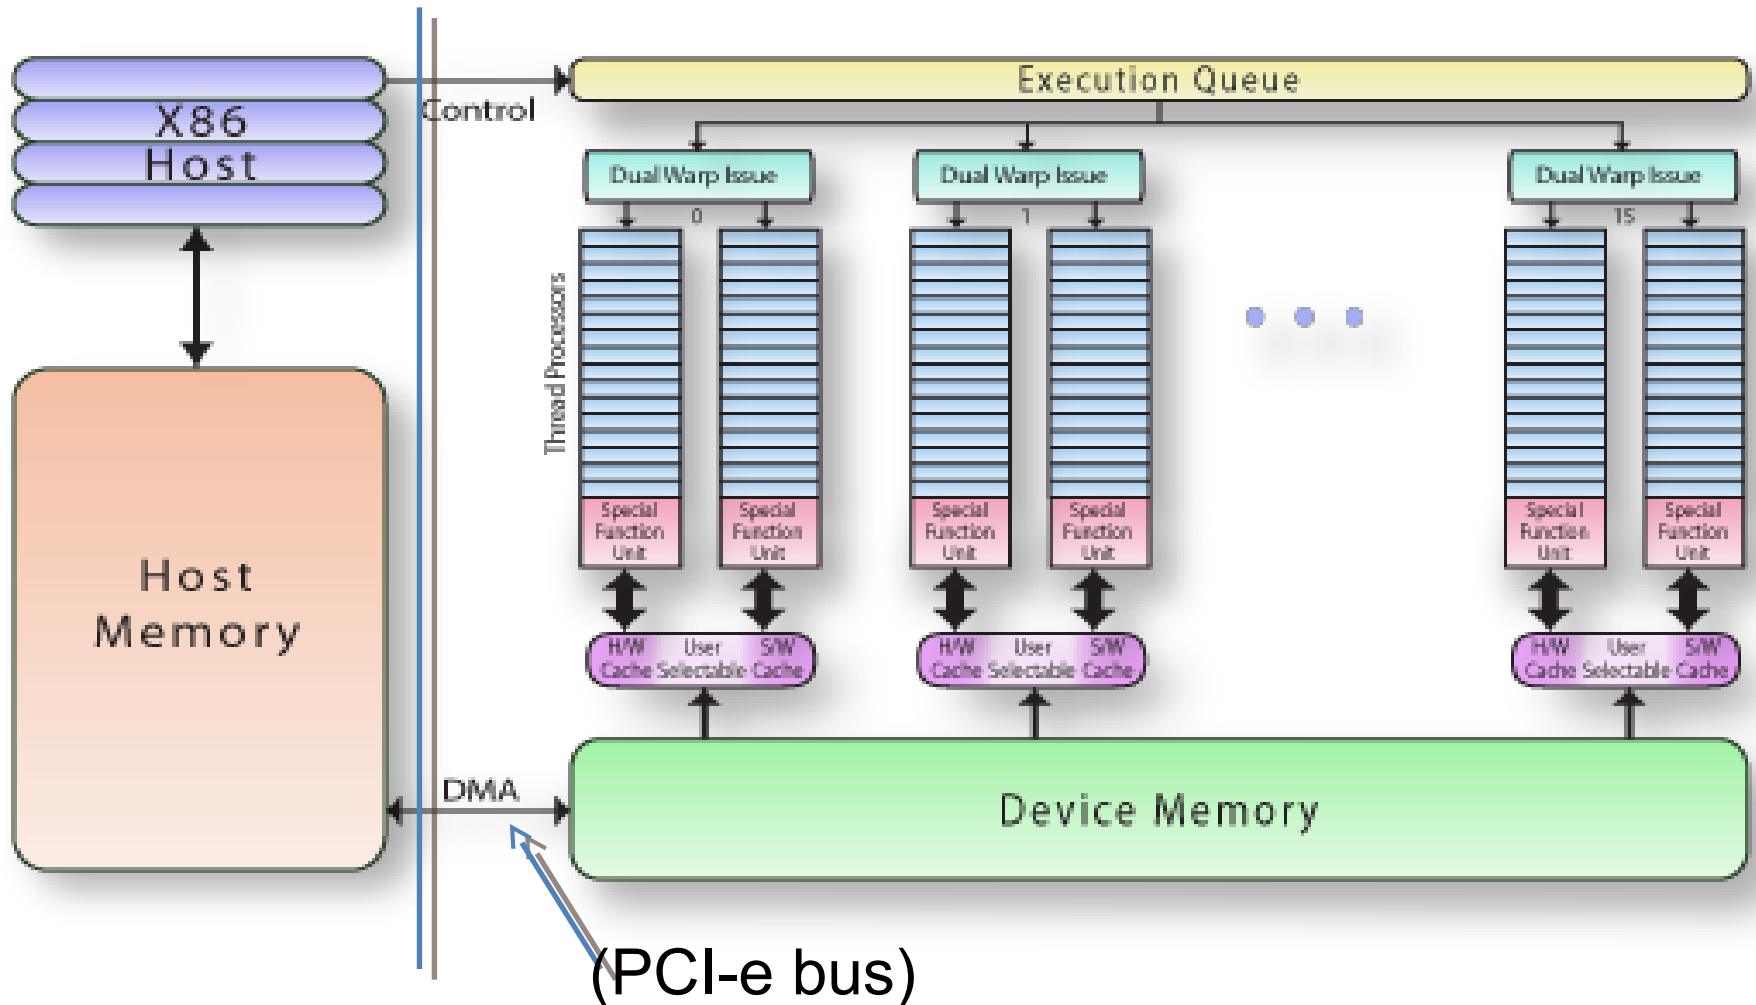 X86
Host
Control
Execution Queue
Dual Warp Issue
Dual Warp Issue
Dual Warp Issue
0
1
15
Thread Processors
Special
Function
Unit
Special
Function
Unit
Special
Function
Unit
Special
Function
Unit
Special
Function
Unit
Special
Function
Unit
Host
Memory
H/W User S/W
Cache Selectable Cache
H/W User S/W
Cache Selectable Cache
H/W User S/W
Cache Selectable Cache
DMA
Device Memory
(PCI-e bus)